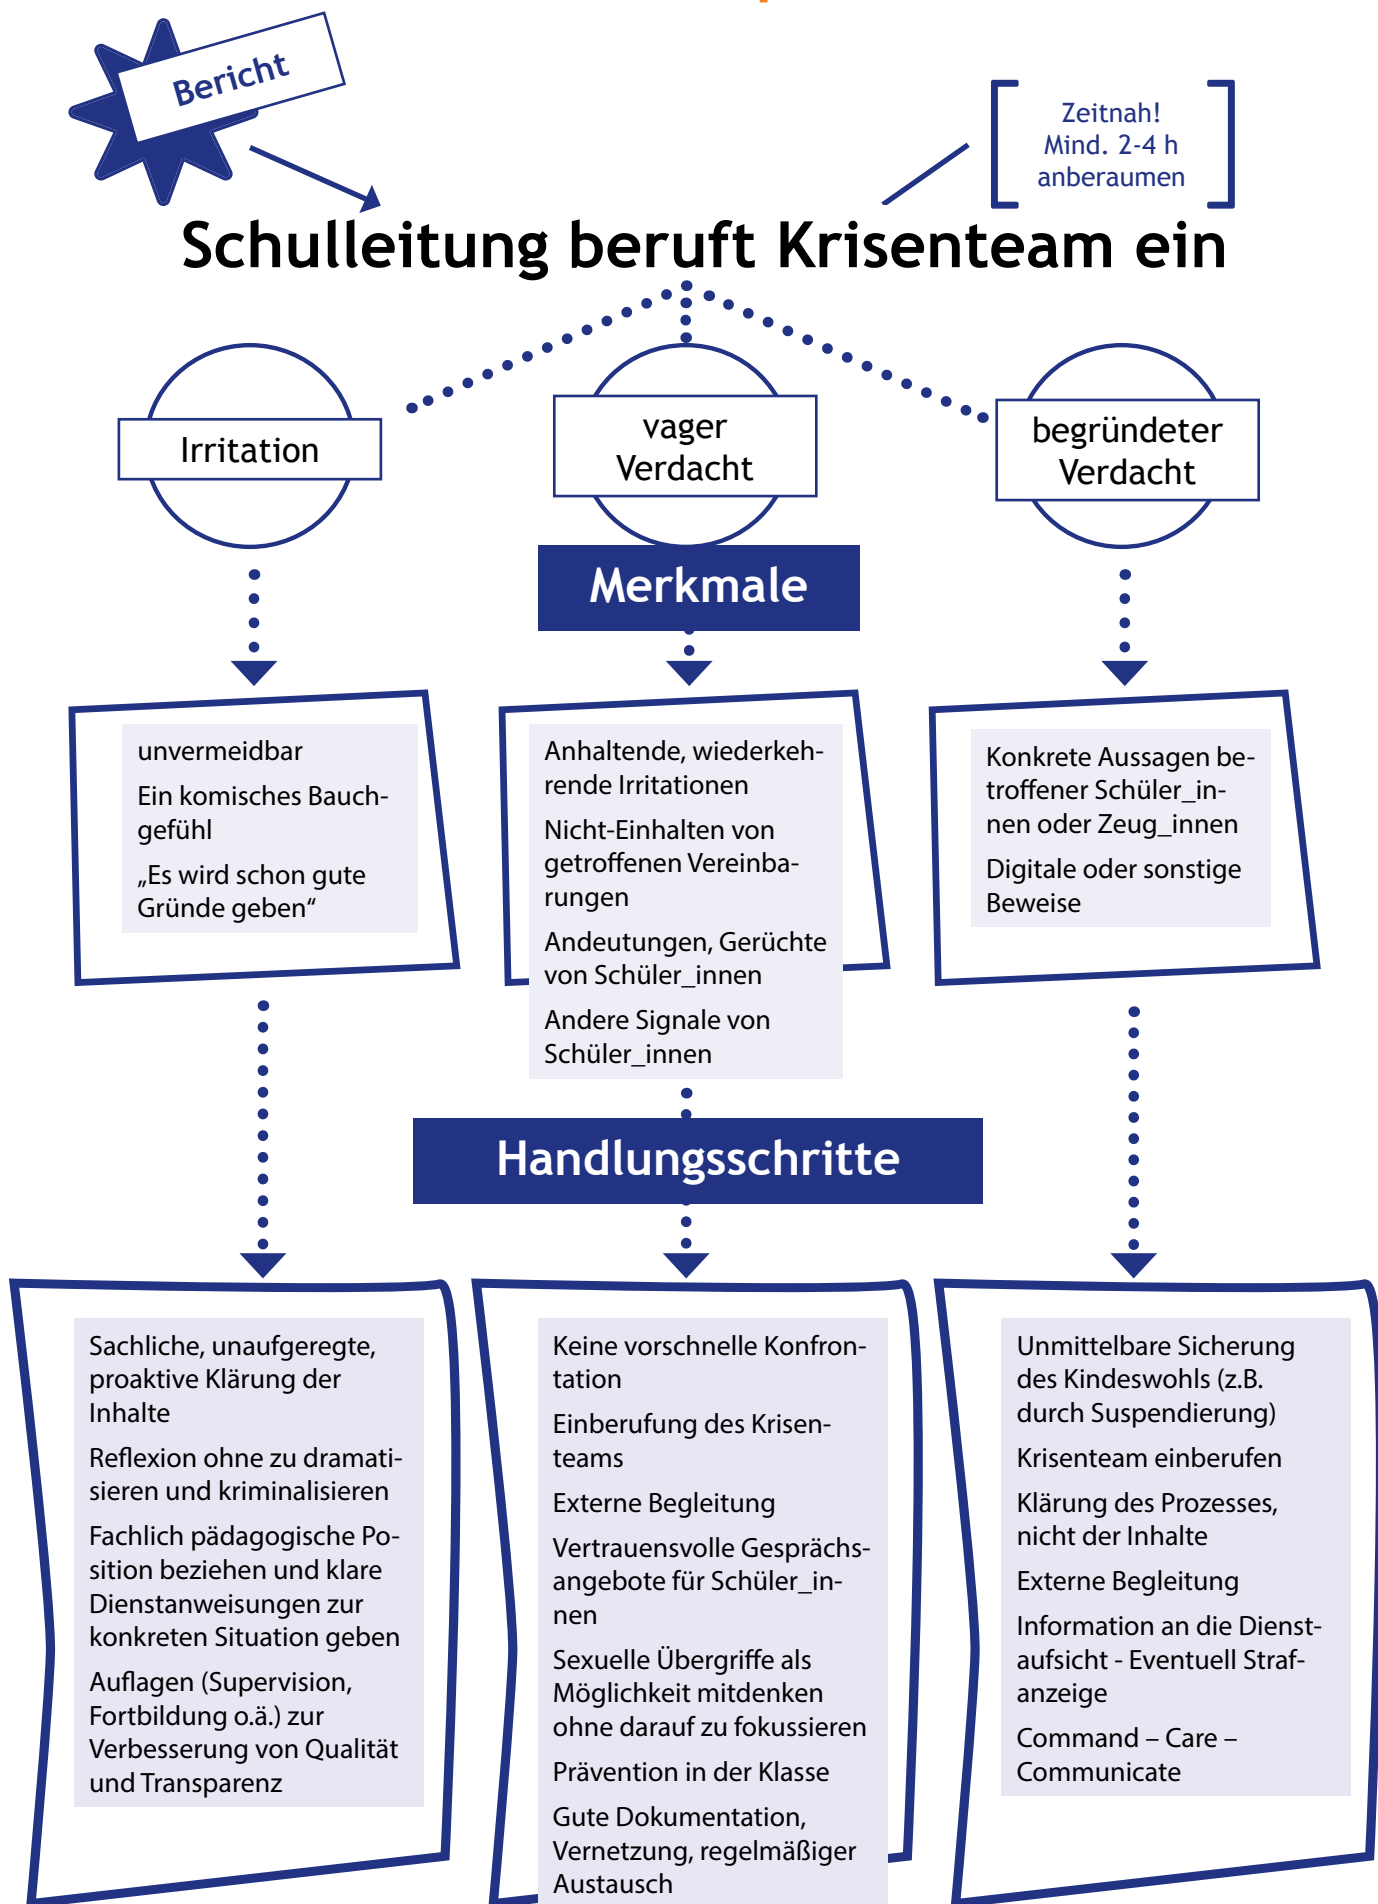 Bericht
Zeitnah!
Mind. 2-4 h
anberaumen
Schulleitung beruft Krisenteam ein
Irritation
vager
Verdacht
begründeter
Verdacht
Merkmale
unvermeidbar
Ein komisches Bauch-
gefühl
„Es wird schon gute
Gründe geben“
Anhaltende, wiederkeh-
rende Irritationen
Nicht-Einhalten von
getroffenen Vereinba-
rungen
Andeutungen, Gerüchte
von Schüler_innen
Andere Signale von
Schüler_innen
Konkrete Aussagen be-
troffener Schüler_in-
nen oder Zeug_innen
Digitale oder sonstige
Beweise
Handlungsschritte
Sachliche, unaufgeregte,
proaktive Klärung der
Inhalte
Reflexion ohne zu dramati-
sieren und kriminalisieren
Fachlich pädagogische Po-
sition beziehen und klare
Dienstanweisungen zur
konkreten Situation geben
Auflagen (Supervision,
Fortbildung o.ä.) zur
Verbesserung von Qualität
und Transparenz
Keine vorschnelle Konfron-
tation
Einberufung des Krisen-
teams
Externe Begleitung
Vertrauensvolle Gesprächs-
angebote für Schüler_in-
nen
Sexuelle Übergriffe als
Möglichkeit mitdenken
ohne darauf zu fokussieren
Prävention in der Klasse
Gute Dokumentation,
Vernetzung, regelmäßiger
Austausch
Unmittelbare Sicherung
des Kindeswohls (z.B.
durch Suspendierung)
Krisenteam einberufen
Klärung des Prozesses,
nicht der Inhalte
Externe Begleitung
Information an die Dienst-
aufsicht - Eventuell Straf-
anzeige
Command – Care –
Communicate